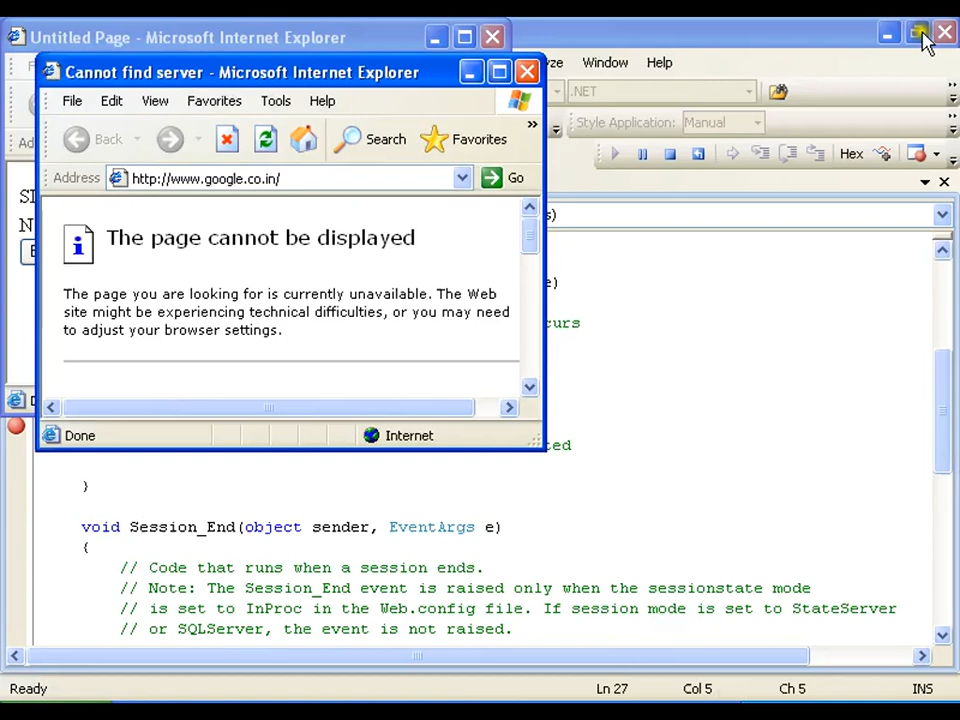 Untitled Page - Microsoft Internet Explorer
Window
Help
.NET
Style Application:
Manual
Hex
Cannot find server - Microsoft Internet Explorer
File Edit View Favorites Tools Help
Back
Search
Favorites
Address
http://www.google.co.in/
Go
The page cannot be displayed
The page you are looking for is currently unavailable. The Web
site might be experiencing technical difficulties, or you may need
to adjust your browser settings.
Done
Internet
s)
e)
curs
ted
}
void Session_End(object sender, EventArgs e)
{
// Code that runs when a session ends.
// Note: The Session_End event is raised only when the sessionstate mode
// is set to InProc in the Web.config file. If session mode is set to StateServer
// or SQLServer, the event is not raised.
Ready
Ln 27
Col 5
Ch 5
INS